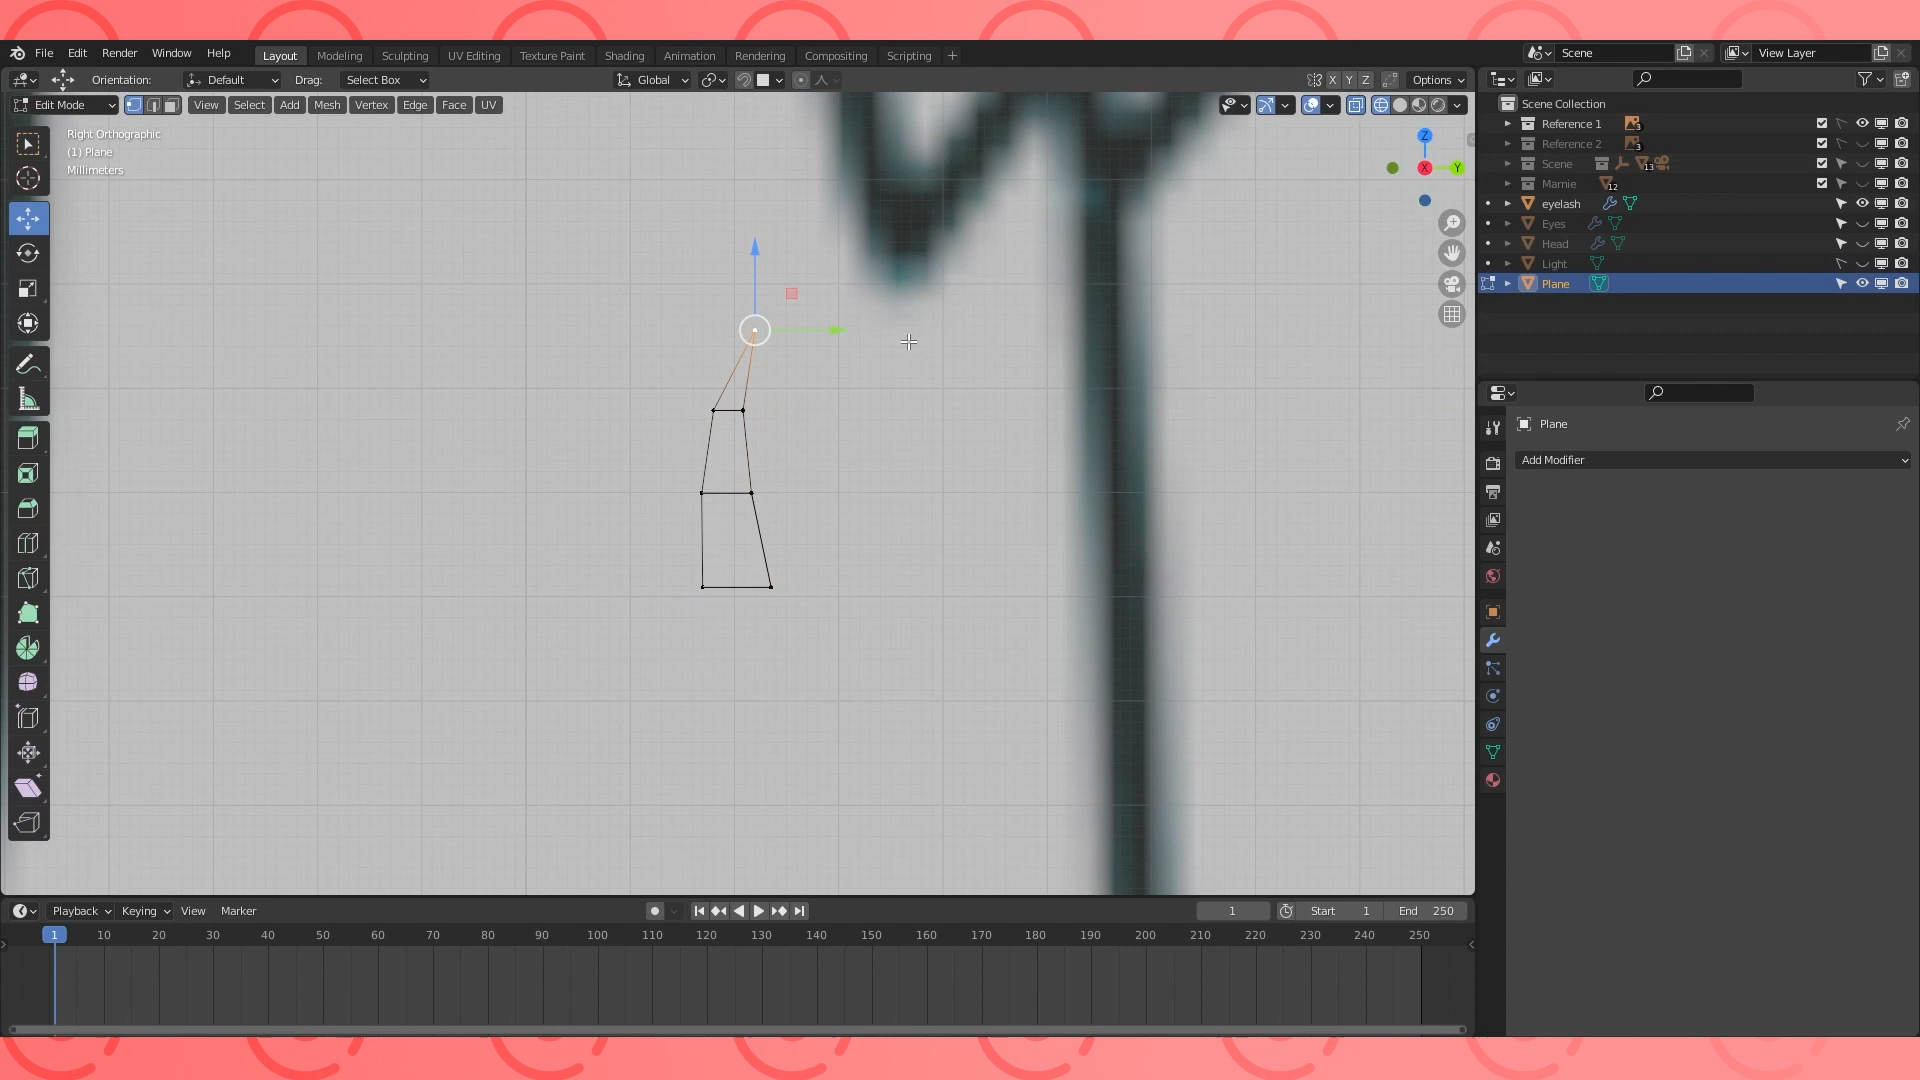 File Edit Render Window Help Layout Modeling Sculpting UV Editing Texture Paint Shading Animation Rendering Compositing Scripting + Scene View Layer
Orientation: Default Drag: Select Box Global X Y Z Options
Edit Mode View Select Add Mesh Vertex Edge Face UV
Right Orthographic
(1) Plane
Millimeters
Z
X Y
Scene Collection
Reference 1 3
Reference 2 3
Scene 13
Marnie 12
eyelash
Eyes
Head
Light
Plane
Plane
Add Modifier
Playback Keying View Marker 1 Start 1 End 250
1 10 20 30 40 50 60 70 80 90 100 110 120 130 140 150 160 170 180 190 200 210 220 230 240 250